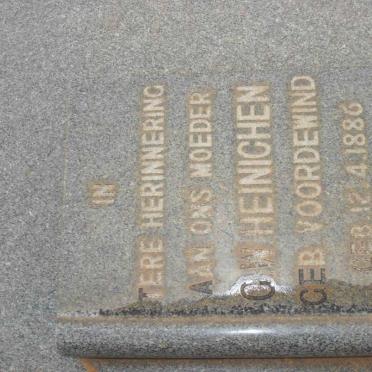 IN
TERE HERINNERING
AAN ONS MOEDER
G.W. HEINICHEN
GEB. VOORDEWIND
GEB. 12.4.1886